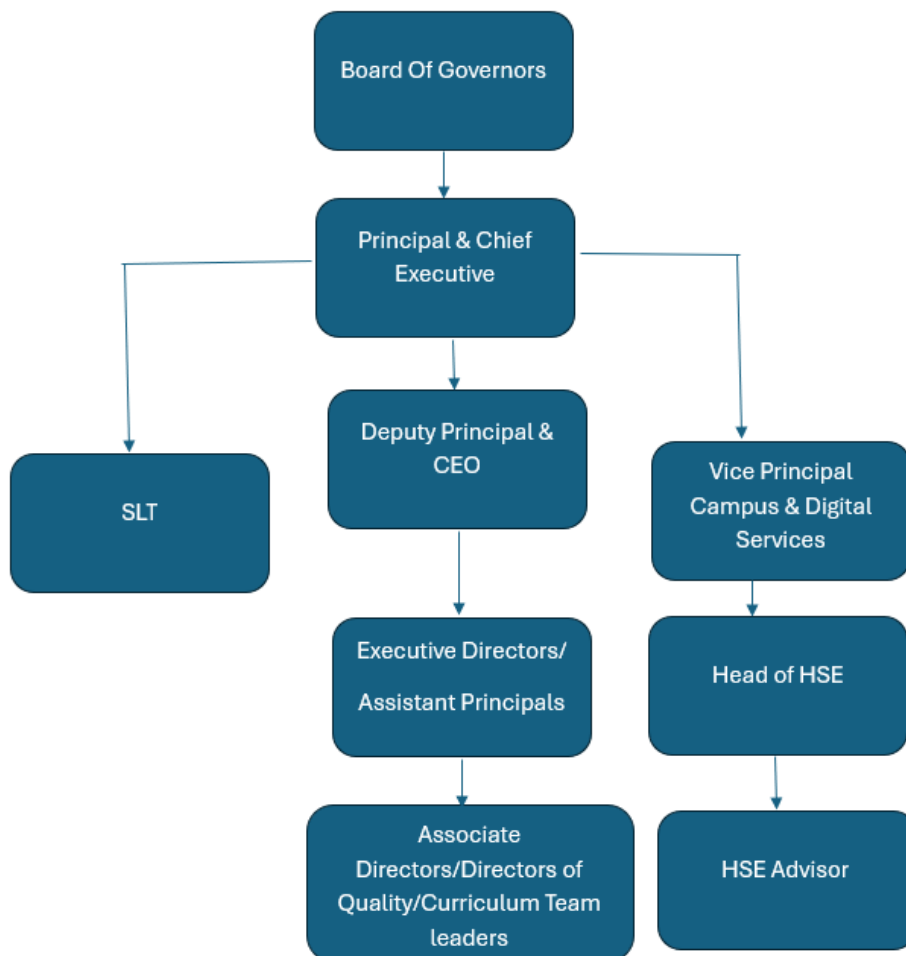 Board Of Governors
Principal & Chief
Executive
Deputy Principal &
CEO
SLT
Vice Principal
Campus & Digital
Services
Executive Directors/
Assistant Principals
Head of HSE
Associate
Directors/Directors of
Quality/Curriculum Team
leaders
HSE Advisor